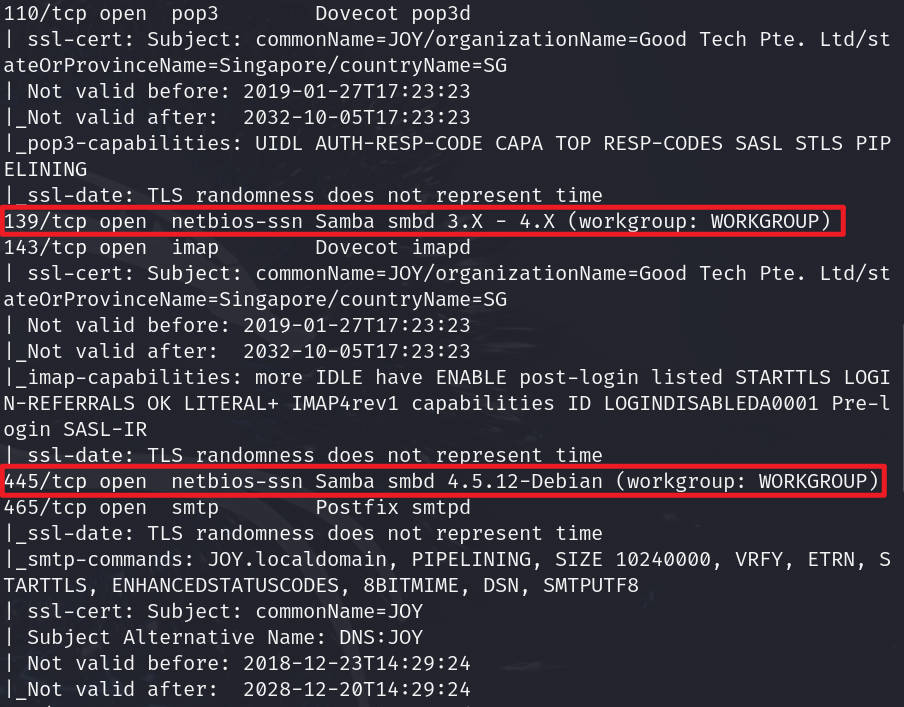 110/tcp open  pop3        Dovecot pop3d
| ssl-cert: Subject: commonName=JOY/organizationName=Good Tech Pte. Ltd/st
ateOrProvinceName=Singapore/countryName=SG
| Not valid before: 2019-01-27T17:23:23
|_Not valid after:  2032-10-05T17:23:23
|_pop3-capabilities: UIDL AUTH-RESP-CODE CAPA TOP RESP-CODES SASL STLS PIP
ELINING
|_ssl-date: TLS randomness does not represent time
139/tcp open  netbios-ssn Samba smbd 3.X - 4.X (workgroup: WORKGROUP)
143/tcp open  imap        Dovecot imapd
| ssl-cert: Subject: commonName=JOY/organizationName=Good Tech Pte. Ltd/st
ateOrProvinceName=Singapore/countryName=SG
| Not valid before: 2019-01-27T17:23:23
|_Not valid after:  2032-10-05T17:23:23
|_imap-capabilities: more IDLE have ENABLE post-login listed STARTTLS LOGI
N-REFERRALS OK LITERAL+ IMAP4rev1 capabilities ID LOGINDISABLEDA0001 Pre-l
ogin SASL-IR
|_ssl-date: TLS randomness does not represent time
445/tcp open  netbios-ssn Samba smbd 4.5.12-Debian (workgroup: WORKGROUP)
465/tcp open  smtp        Postfix smtpd
|_ssl-date: TLS randomness does not represent time
|_smtp-commands: JOY.localdomain, PIPELINING, SIZE 10240000, VRFY, ETRN, S
TARTTLS, ENHANCEDSTATUSCODES, 8BITMIME, DSN, SMTPUTF8
| ssl-cert: Subject: commonName=JOY
| Subject Alternative Name: DNS:JOY
| Not valid before: 2018-12-23T14:29:24
|_Not valid after:  2028-12-20T14:29:24